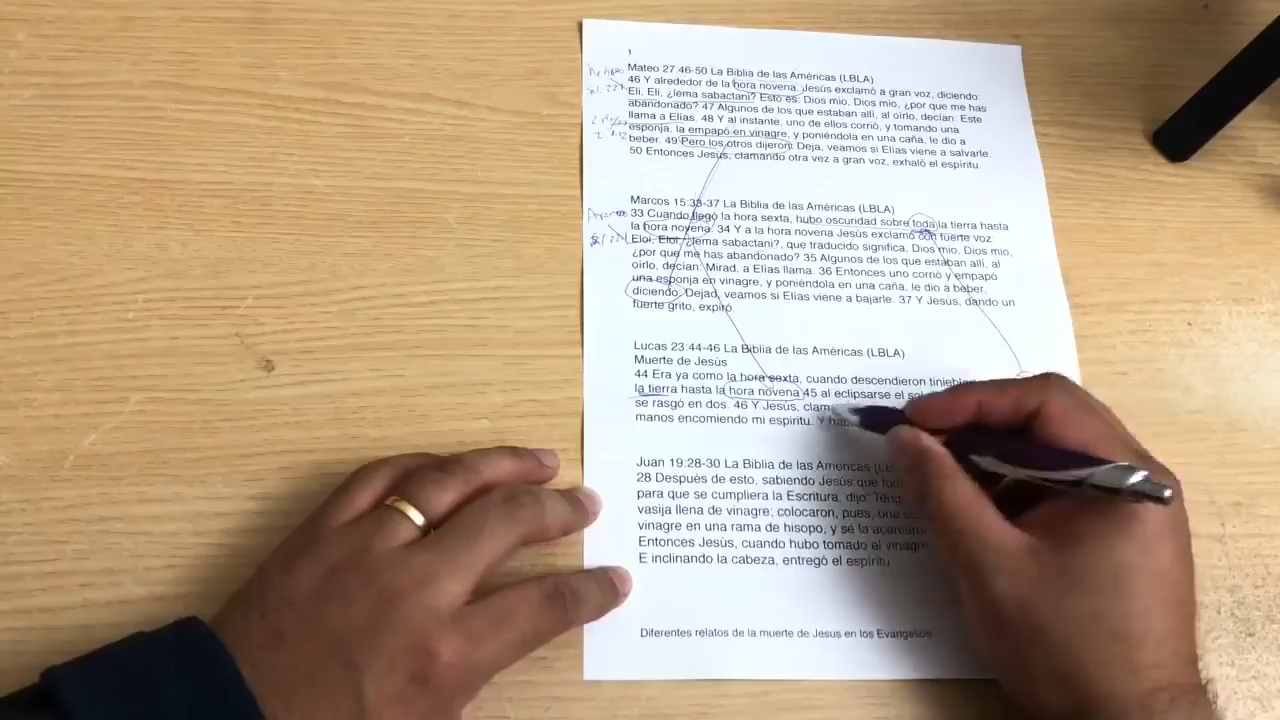 1
Mateo 27:46-50 La Biblia de las Américas (LBLA)
46 Y alrededor de la hora novena, Jesús exclamó a gran voz, diciendo:
Eli, Eli, ¿lema sabactani? Esto es: Dios mio, Dios mio, ¿por que me has
abandonado? 47 Algunos de los que estaban allí, al oírlo, decían: Este
llama a Elías. 48 Y al instante, uno de ellos corrió, y tomando una
esponja, la empapó en vinagre, y poniéndola en una caña, le dio a
beber. 49 Pero los otros dijeron: Deja, veamos si Elías viene a salvarle.
50 Entonces Jesús, clamando otra vez a gran voz, exhaló el espíritu.
Marcos 15:33-37 La Biblia de las Américas (LBLA)
33 Cuando llegó la hora sexta, hubo oscuridad sobre toda la tierra hasta
la hora novena. 34 Y a la hora novena Jesús exclamó con fuerte voz:
Eloi, Eloi, ¿lema sabactani?, que traducido significa, Dios mio, Dios mio,
¿por que me has abandonado? 35 Algunos de los que estaban allí, al
oírlo, decían: Mirad, a Elías llama. 36 Entonces uno corrió y empapó
una esponja en vinagre, y poniéndola en una caña, le dio a beber,
diciendo: Dejad, veamos si Elías viene a bajarle. 37 Y Jesús, dando un
fuerte grito, expiró.
Lucas 23:44-46 La Biblia de las Américas (LBLA)
Muerte de Jesús
44 Era ya como la hora sexta, cuando descendieron
la tierra hasta la hora novena 45 al eclipsarse el sol
se rasgó en dos. 46 Y Jesús,
manos encomiendo mi espíritu. Y
Juan 19:28-30 La Biblia de las Américas
28 Después de esto, sabiendo Jesús que
para que se cumpliera la Escritura, dijo:
vasija llena de vinagre; colocaron, pues, una
vinagre en una rama de hisopo, y se la
Entonces Jesús, cuando hubo tomado el vinagre
E inclinando la cabeza, entregó el espíritu.
Diferentes relatos de la muerte de Jesus en los Evangelios